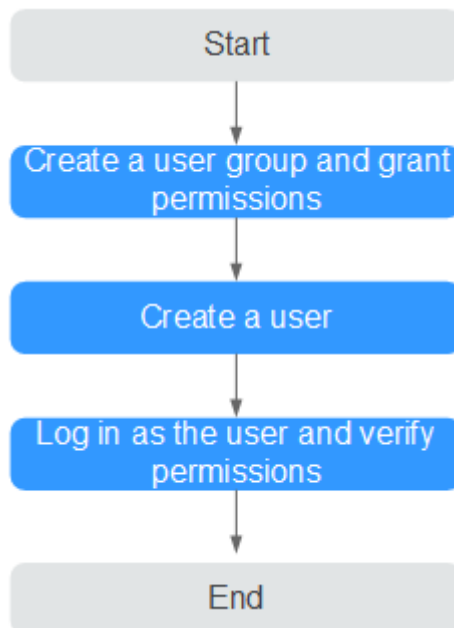 Start
Create a user group and grant
permissions
Create a user
Log in as the user and verify
permissions
End